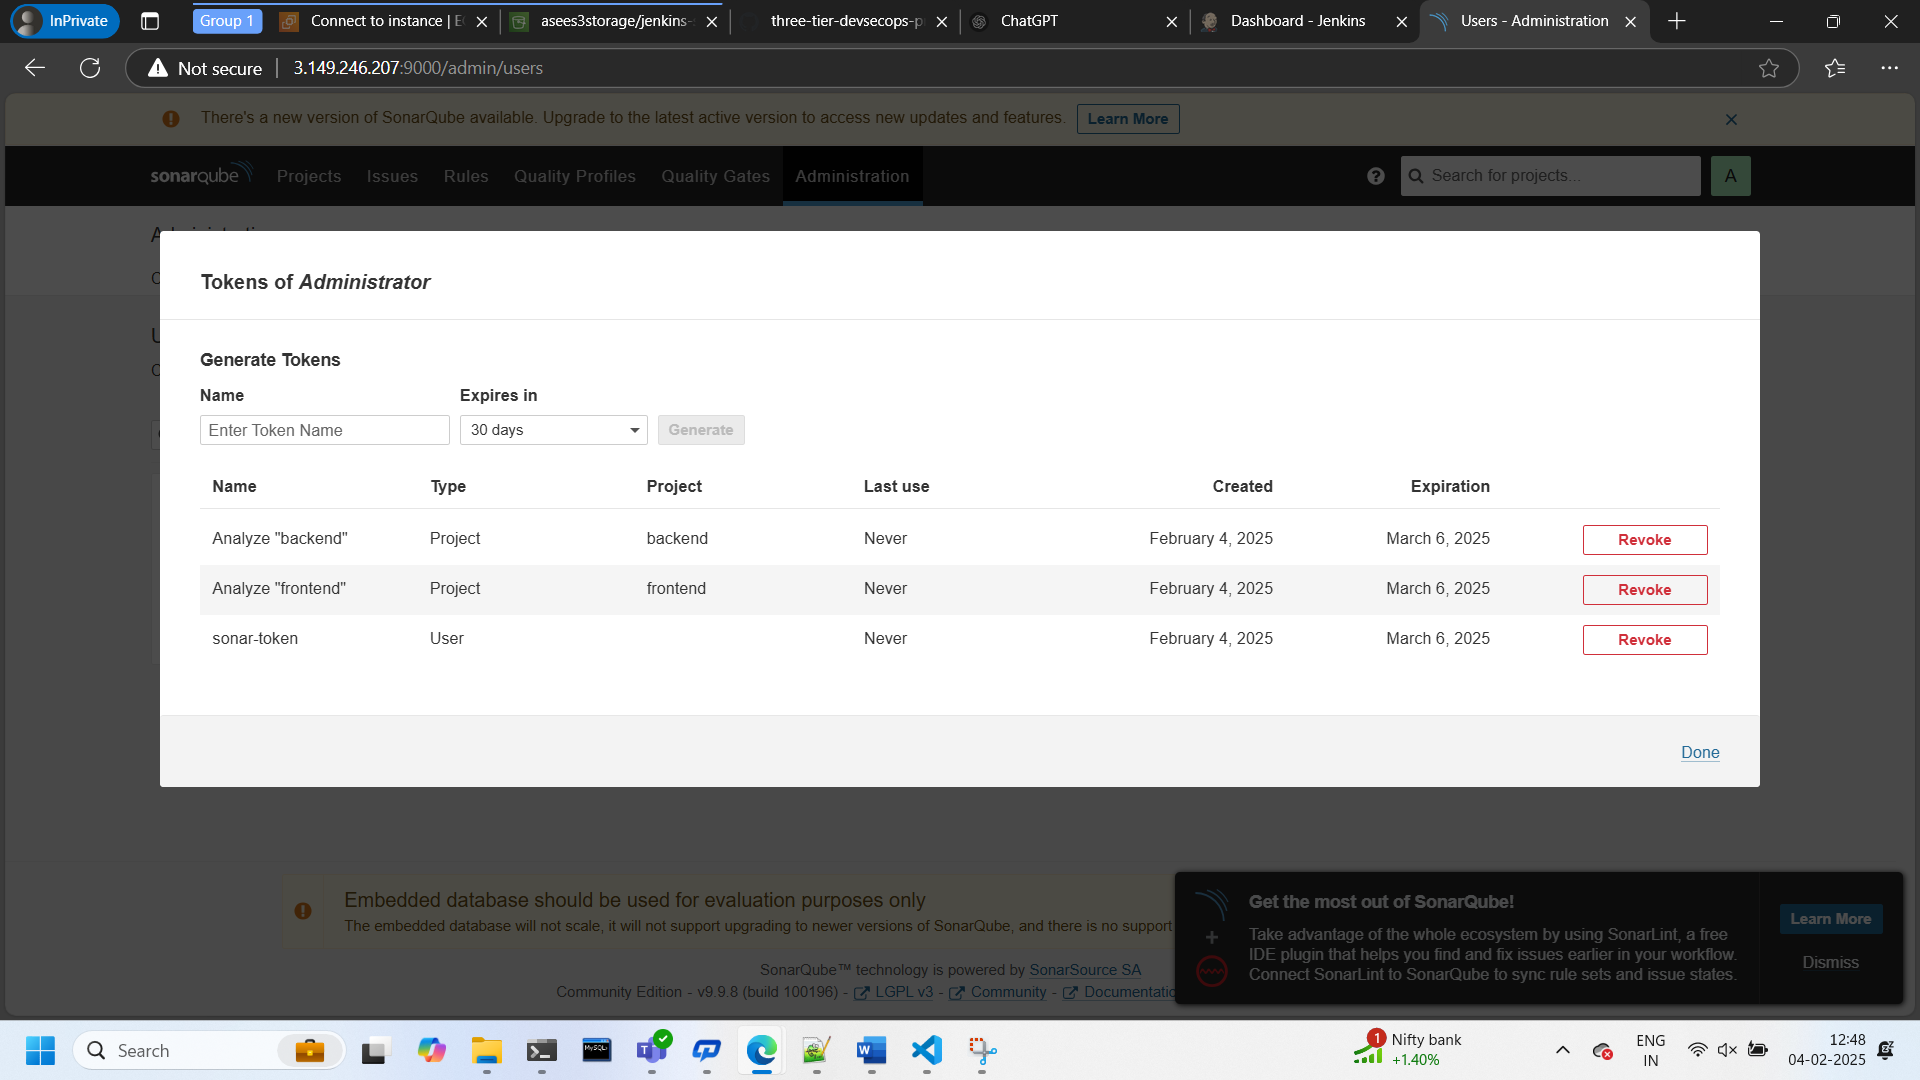 InPrivate
Group 1
Connect to instance | E
asees3storage/jenkins-
three-tier-devsecops-p
ChatGPT
Dashboard - Jenkins
Users - Administration
Not secure
3.149.246.207:9000/admin/users
There's a new version of SonarQube available. Upgrade to the latest active version to access new updates and features.
Learn More
sonarqube
Projects
Issues
Rules
Quality Profiles
Quality Gates
Administration
Search for projects...
A
Tokens of Administrator
Generate Tokens
Name
Expires in
Enter Token Name
30 days
Generate
Name Type Project Last use Created Expiration
Analyze "backend" Project backend Never February 4, 2025 March 6, 2025 Revoke
Analyze "frontend" Project frontend Never February 4, 2025 March 6, 2025 Revoke
sonar-token User Never February 4, 2025 March 6, 2025 Revoke
Done
Embedded database should be used for evaluation purposes only
The embedded database will not scale, it will not support upgrading to newer versions of SonarQube, and there is no support
SonarQube™ technology is powered by SonarSource SA
Community Edition - v9.9.8 (build 100196) - LGPL v3 - Community - Documentatio
Get the most out of SonarQube!
Take advantage of the whole ecosystem by using SonarLint, a free
IDE plugin that helps you find and fix issues earlier in your workflow.
Connect SonarLint to SonarQube to sync rule sets and issue states.
Learn More
Dismiss
Search
1
Nifty bank
+1.40%
ENG
IN
12:48
04-02-2025